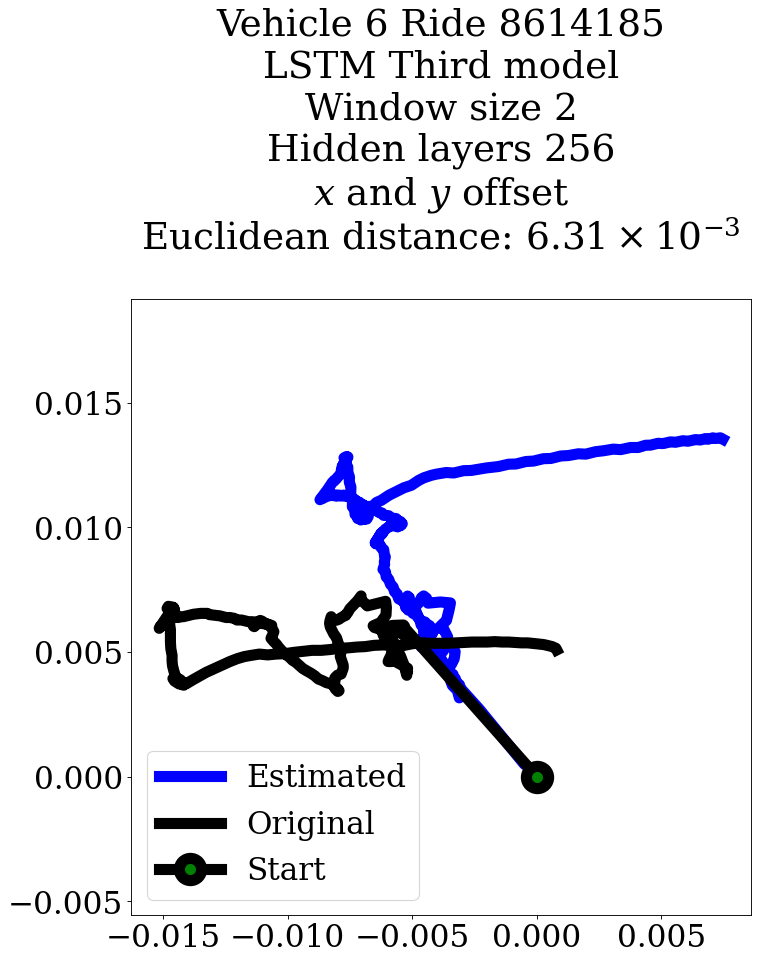 Vehicle 6 Ride 8614185
LSTM Third model
Window size 2
Hidden layers 256
x and y offset
Euclidean distance: 6.31 × 10⁻³
0.015
0.010
0.005
0.000
−0.005
Estimated
Original
Start
−0.015 −0.010 −0.005 0.000 0.005